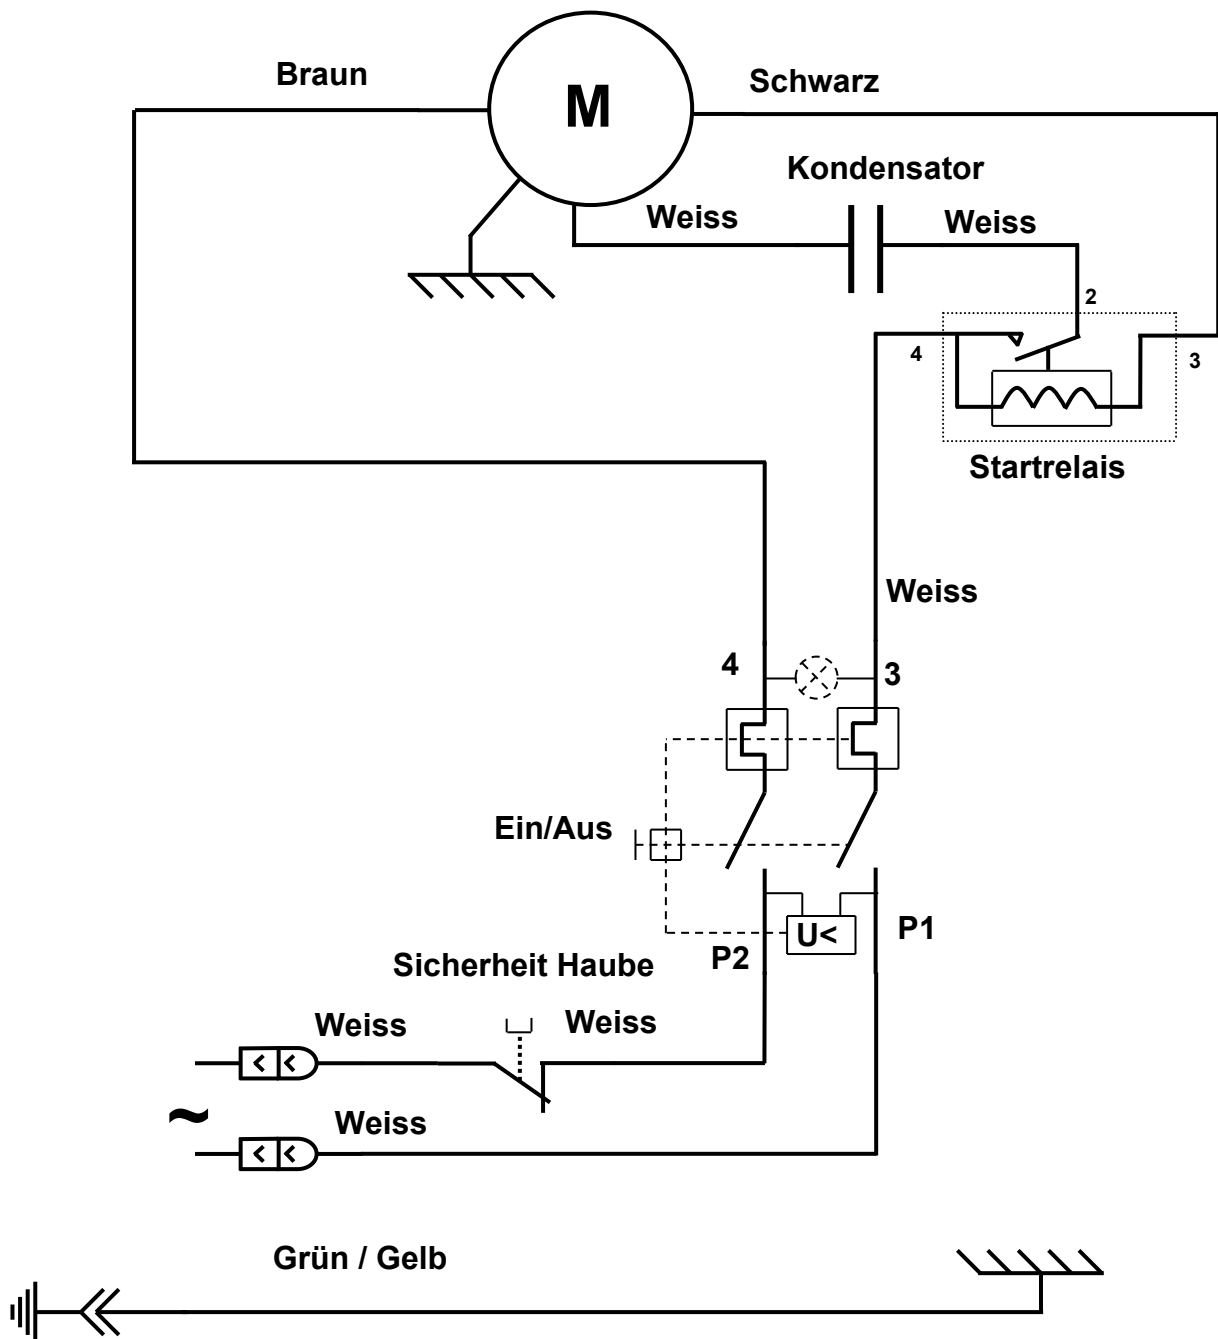 Braun
Schwarz
M
Kondensator
Weiss
Weiss
2
4
3
Startrelais
Weiss
4
3
Ein/Aus
U<
P1
P2
Sicherheit Haube
Weiss
Weiss
~
Weiss
Grün / Gelb